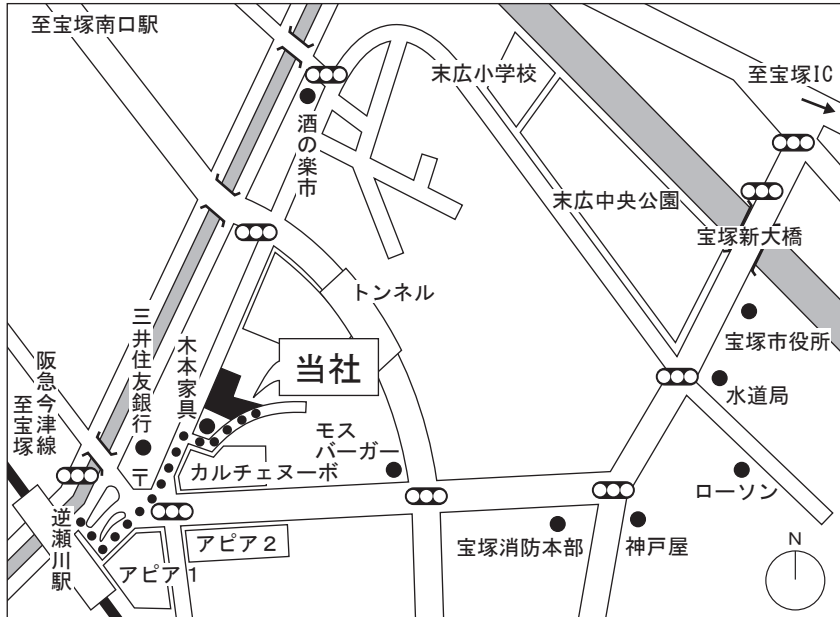 至宝塚南口駅
末広小学校
至宝塚IC
酒の楽市
末広中央公園
宝塚新大橋
トンネル
宝塚市役所
三井住友銀行
木本家具
当社
阪急今津線
至宝塚
水道局
モス
バーガー
〒
カルチェヌーボ
ローソン
逆瀬川駅
アピア2
宝塚消防本部
神戸屋
アピア1
N